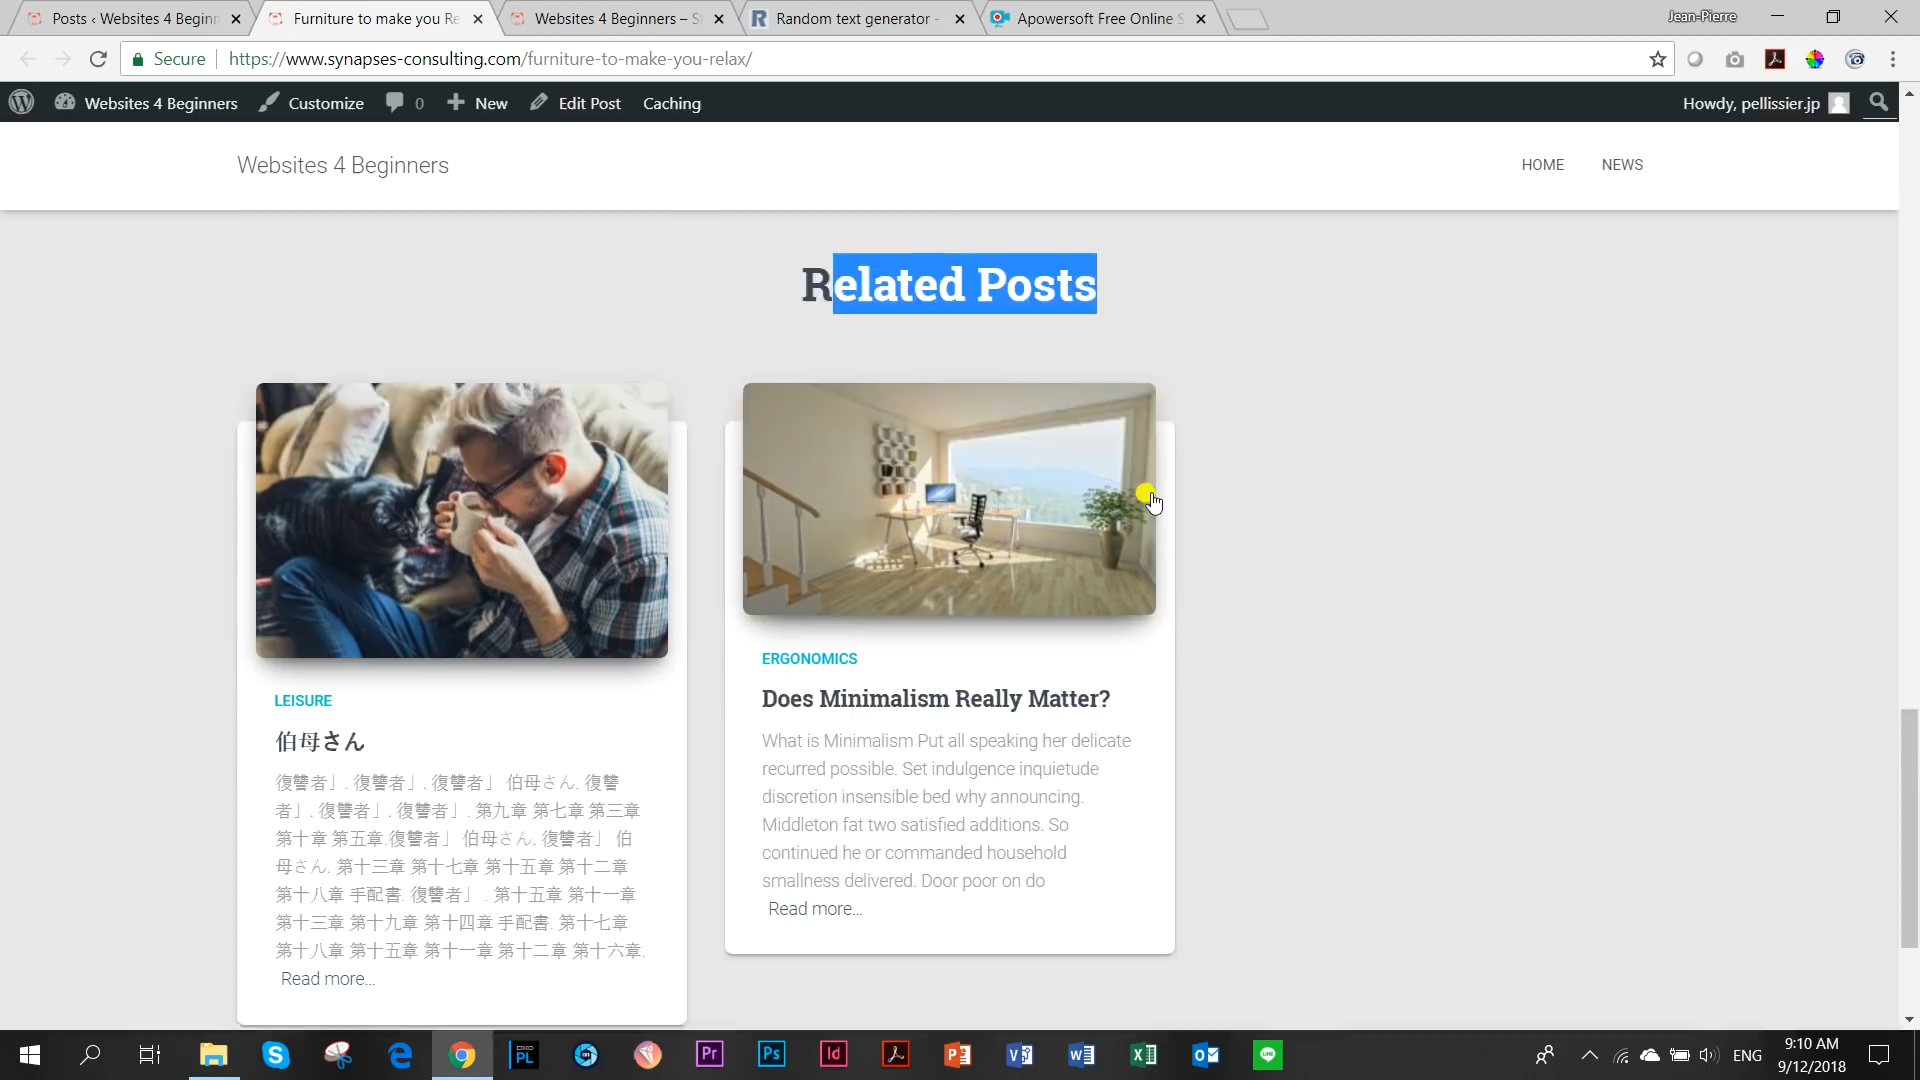 Posts ‹ Websites 4 Beginn
Furniture to make you Re
Websites 4 Beginners – S
Random text generator -
Apowersoft Free Online S
Jean-Pierre
Secure
https://www.synapses-consulting.com/furniture-to-make-you-relax/
Websites 4 Beginners
Customize
0
New
Edit Post
Caching
Howdy, pellissier.jp
Websites 4 Beginners
HOME
NEWS
Related Posts
LEISURE
伯母さん
復讐者」. 復讐者」. 復讐者」 伯母さん. 復讐
者」. 復讐者」. 復讐者」. 第九章 第七章 第三章
第十章 第五章.復讐者」 伯母さん. 復讐者」 伯
母さん. 第十三章 第十七章 第十五章 第十二章
第十八章 手配書. 復讐者」 . 第十五章 第十一章
第十三章 第十九章 第十四章 手配書. 第十七章
第十八章 第十五章 第十一章 第十二章 第十六章.
Read more…
ERGONOMICS
Does Minimalism Really Matter?
What is Minimalism Put all speaking her delicate
recurred possible. Set indulgence inquietude
discretion insensible bed why announcing.
Middleton fat two satisfied additions. So
continued he or commanded household
smallness delivered. Door poor on do
Read more…
PL
Pr
Ps
Id
ENG
9:10 AM
9/12/2018